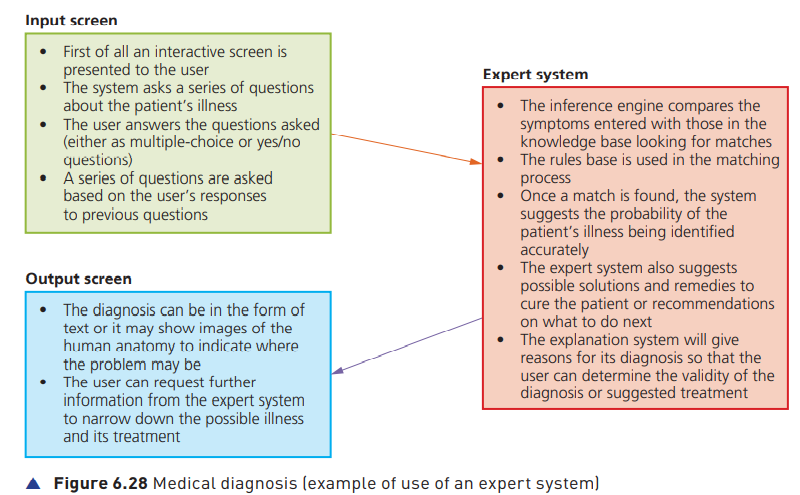 Input screen
• First of all an interactive screen is
presented to the user
• The system asks a series of questions
about the patient's illness
• The user answers the questions asked
(either as multiple-choice or yes/no
questions)
• A series of questions are asked
based on the user's responses
to previous questions
Expert system
• The inference engine compares the
symptoms entered with those in the
knowledge base looking for matches
• The rules base is used in the matching
process
• Once a match is found, the system
suggests the probability of the
patient's illness being identified
accurately
• The expert system also suggests
possible solutions and remedies to
cure the patient or recommendations
on what to do next
• The explanation system will give
reasons for its diagnosis so that the
user can determine the validity of the
diagnosis or suggested treatment
Output screen
• The diagnosis can be in the form of
text or it may show images of the
human anatomy to indicate where
the problem may be
• The user can request further
information from the expert system
to narrow down the possible illness
and its treatment
▲ Figure 6.28 Medical diagnosis (example of use of an expert system)